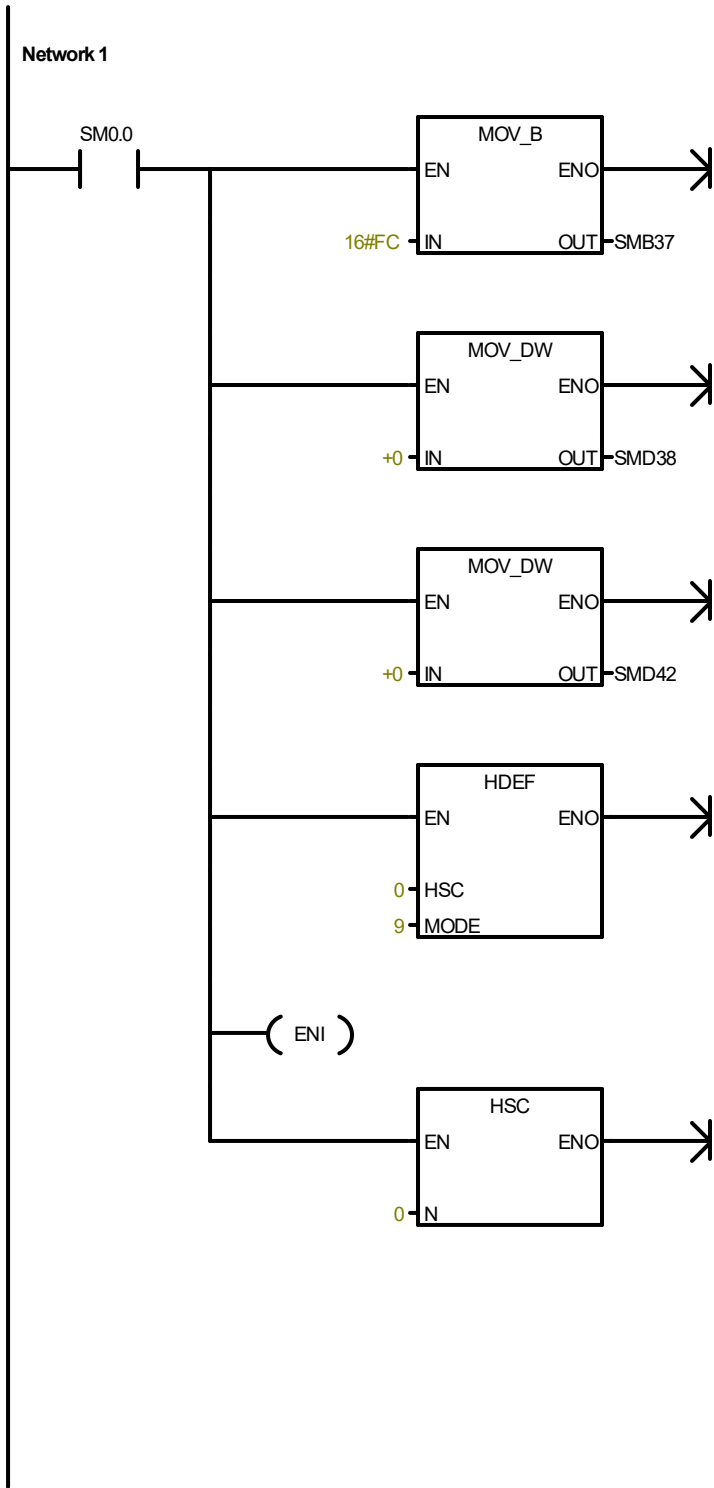 Network 1
SM0.0
MOV_B
EN ENO
16#FC IN OUT SMB37
MOV_DW
EN ENO
+0 IN OUT SMD38
MOV_DW
EN ENO
+0 IN OUT SMD42
HDEF
EN ENO
0 HSC
9 MODE
ENI
HSC
EN ENO
0 N